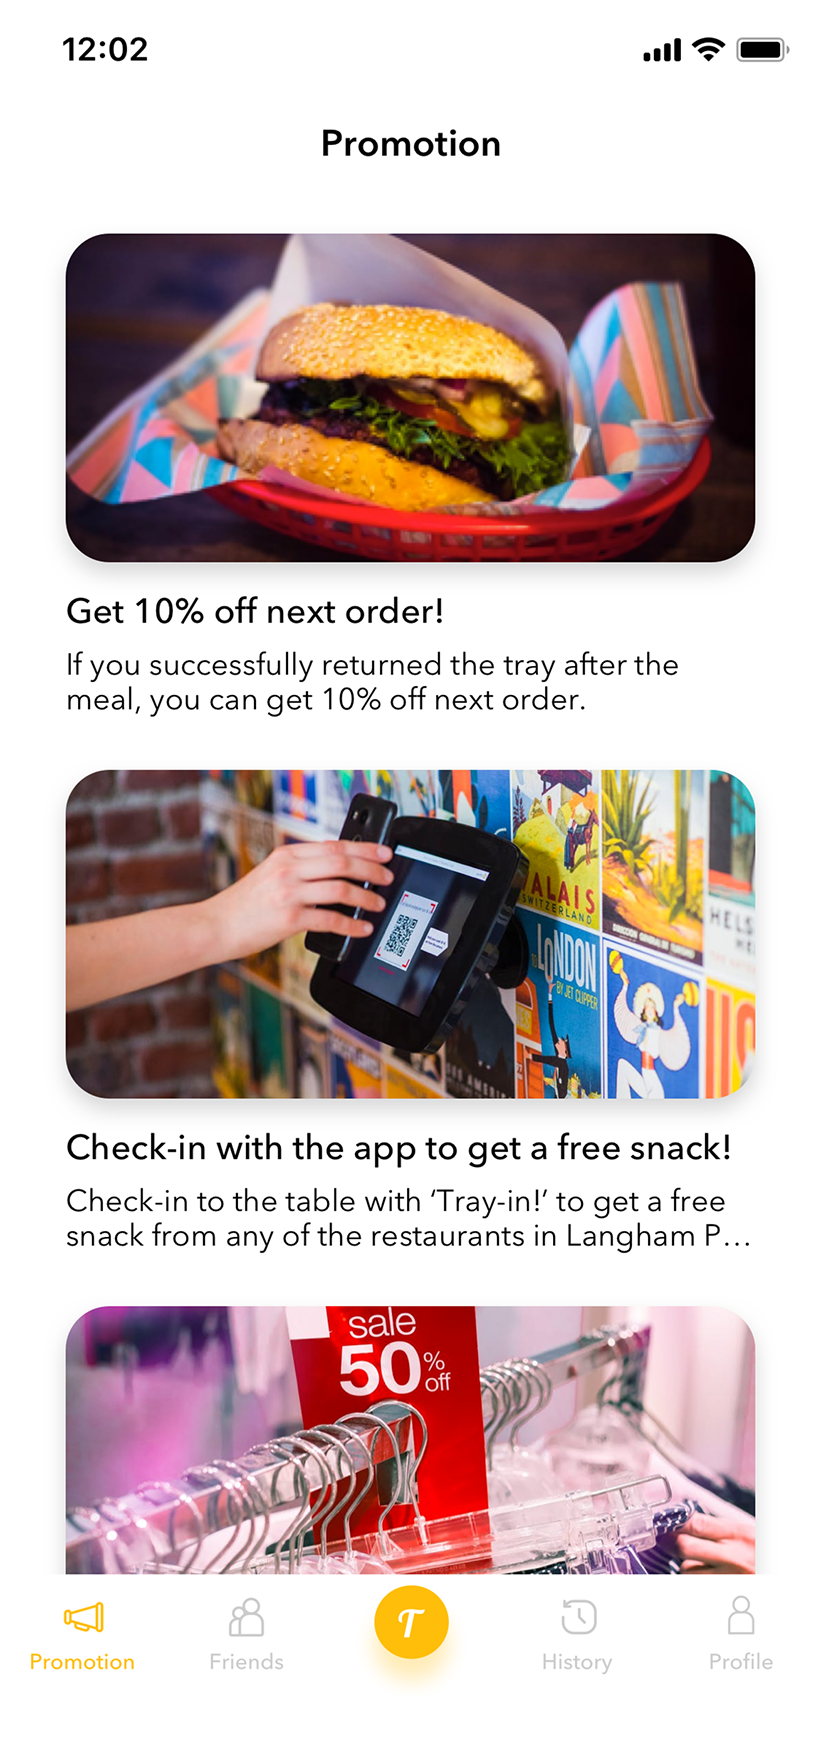 12:02
Promotion
Get 10% off next order!
If you successfully returned the tray after the
meal, you can get 10% off next order.
ALAIS
SWITZERLAND
LONDON
BY JET CLIPPER
HELS
Check-in with the app to get a free snack!
Check-in to the table with ‘Tray-in!’ to get a free
snack from any of the restaurants in Langham P…
sale
50%
off
T
Promotion
Friends
History
Profile